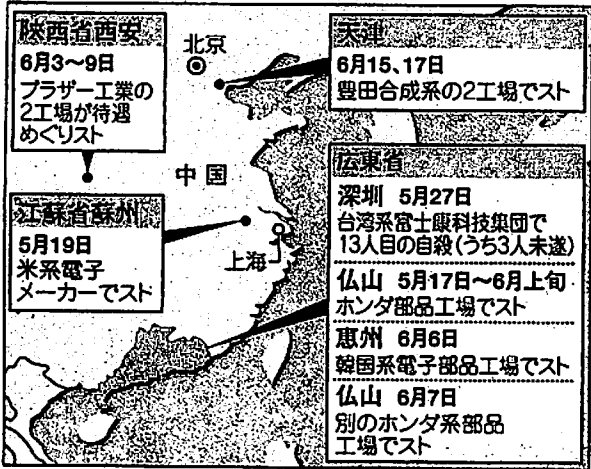 陝西省西安
6月3～9日
ブラザー工業の
2工場が待遇
めぐりスト
北京
天津
6月15、17日
豊田合成系の2工場でスト
中国
江蘇省蘇州
5月19日
米系電子
メーカーでスト
上海
広東省
深圳 5月27日
台湾系富士康科技集団で
13人目の自殺(うち3人未遂)
仏山 5月17日～6月上旬
ホンダ部品工場でスト
恵州 6月6日
韓国系電子部品工場でスト
仏山 6月7日
別のホンダ系部品
工場でスト